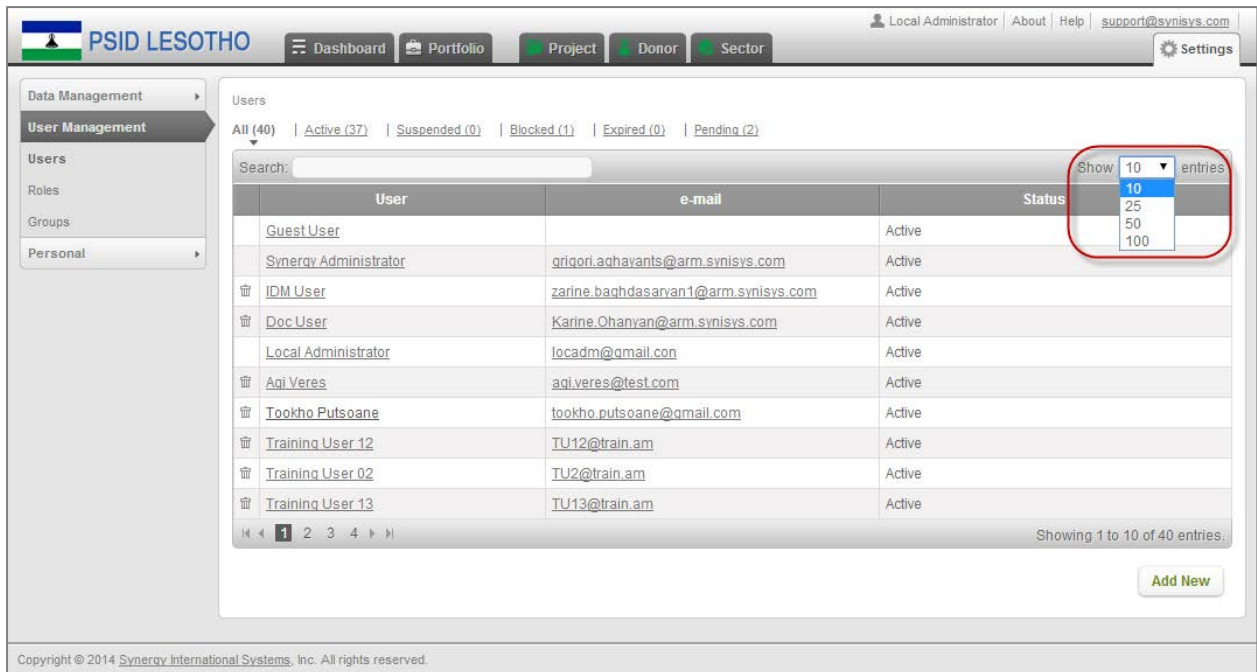 Local Administrator | About | Help | support@synisys.com
PSID LESOTHO
Dashboard Portfolio Project Donor Sector Settings
Data Management
User Management
Users
Roles
Groups
Personal
Users
All (40) | Active (37) | Suspended (0) | Blocked (1) | Expired (0) | Pending (2)
Search: Show 10 entries
10
25
50
100
User e-mail Status
Guest User Active
Synergy Administrator grigori.aghayants@arm.synisys.com Active
IDM User zarine.baghdasaryan1@arm.synisys.com Active
Doc User Karine.Ohanyan@arm.synisys.com Active
Local Administrator locadm@gmail.con Active
Agi Veres agi.veres@test.com Active
Tookho Putsoane tookho.putsoane@gmail.com Active
Training User 12 TU12@train.am Active
Training User 02 TU2@train.am Active
Training User 13 TU13@train.am Active
1 2 3 4 Showing 1 to 10 of 40 entries.
Add New
Copyright © 2014 Synergy International Systems, Inc. All rights reserved.